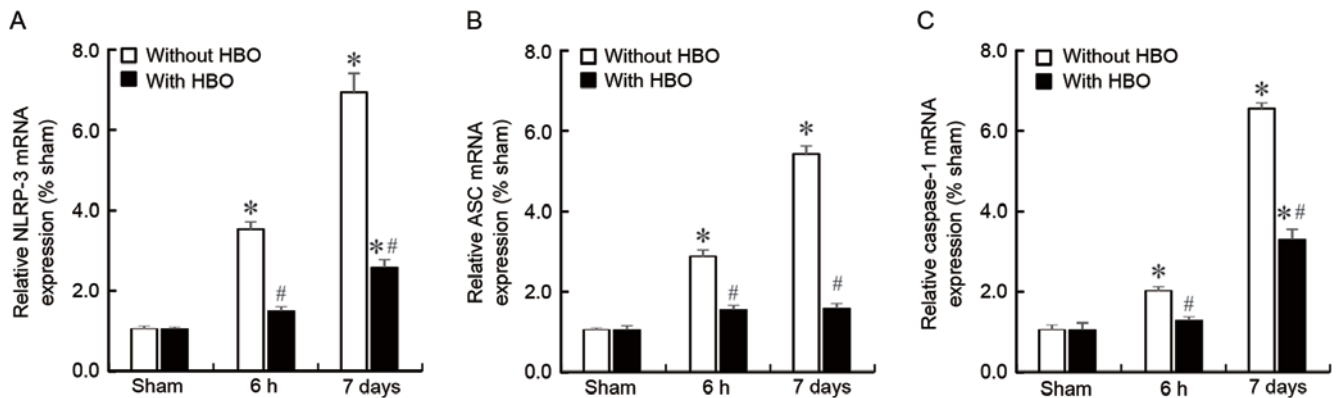 A
Relative NLRP-3 mRNA
expression (% sham)
8.0
6.0
4.0
2.0
0.0
Without HBO
With HBO
*
*
#
*#
Sham
6 h
7 days
B
Relative ASC mRNA
expression (% sham)
8.0
6.0
4.0
2.0
0.0
Without HBO
With HBO
*
*
#
#
Sham
6 h
7 days
C
Relative caspase-1 mRNA
expression (% sham)
8.0
6.0
4.0
2.0
0.0
Without HBO
With HBO
*
*#
*
#
Sham
6 h
7 days